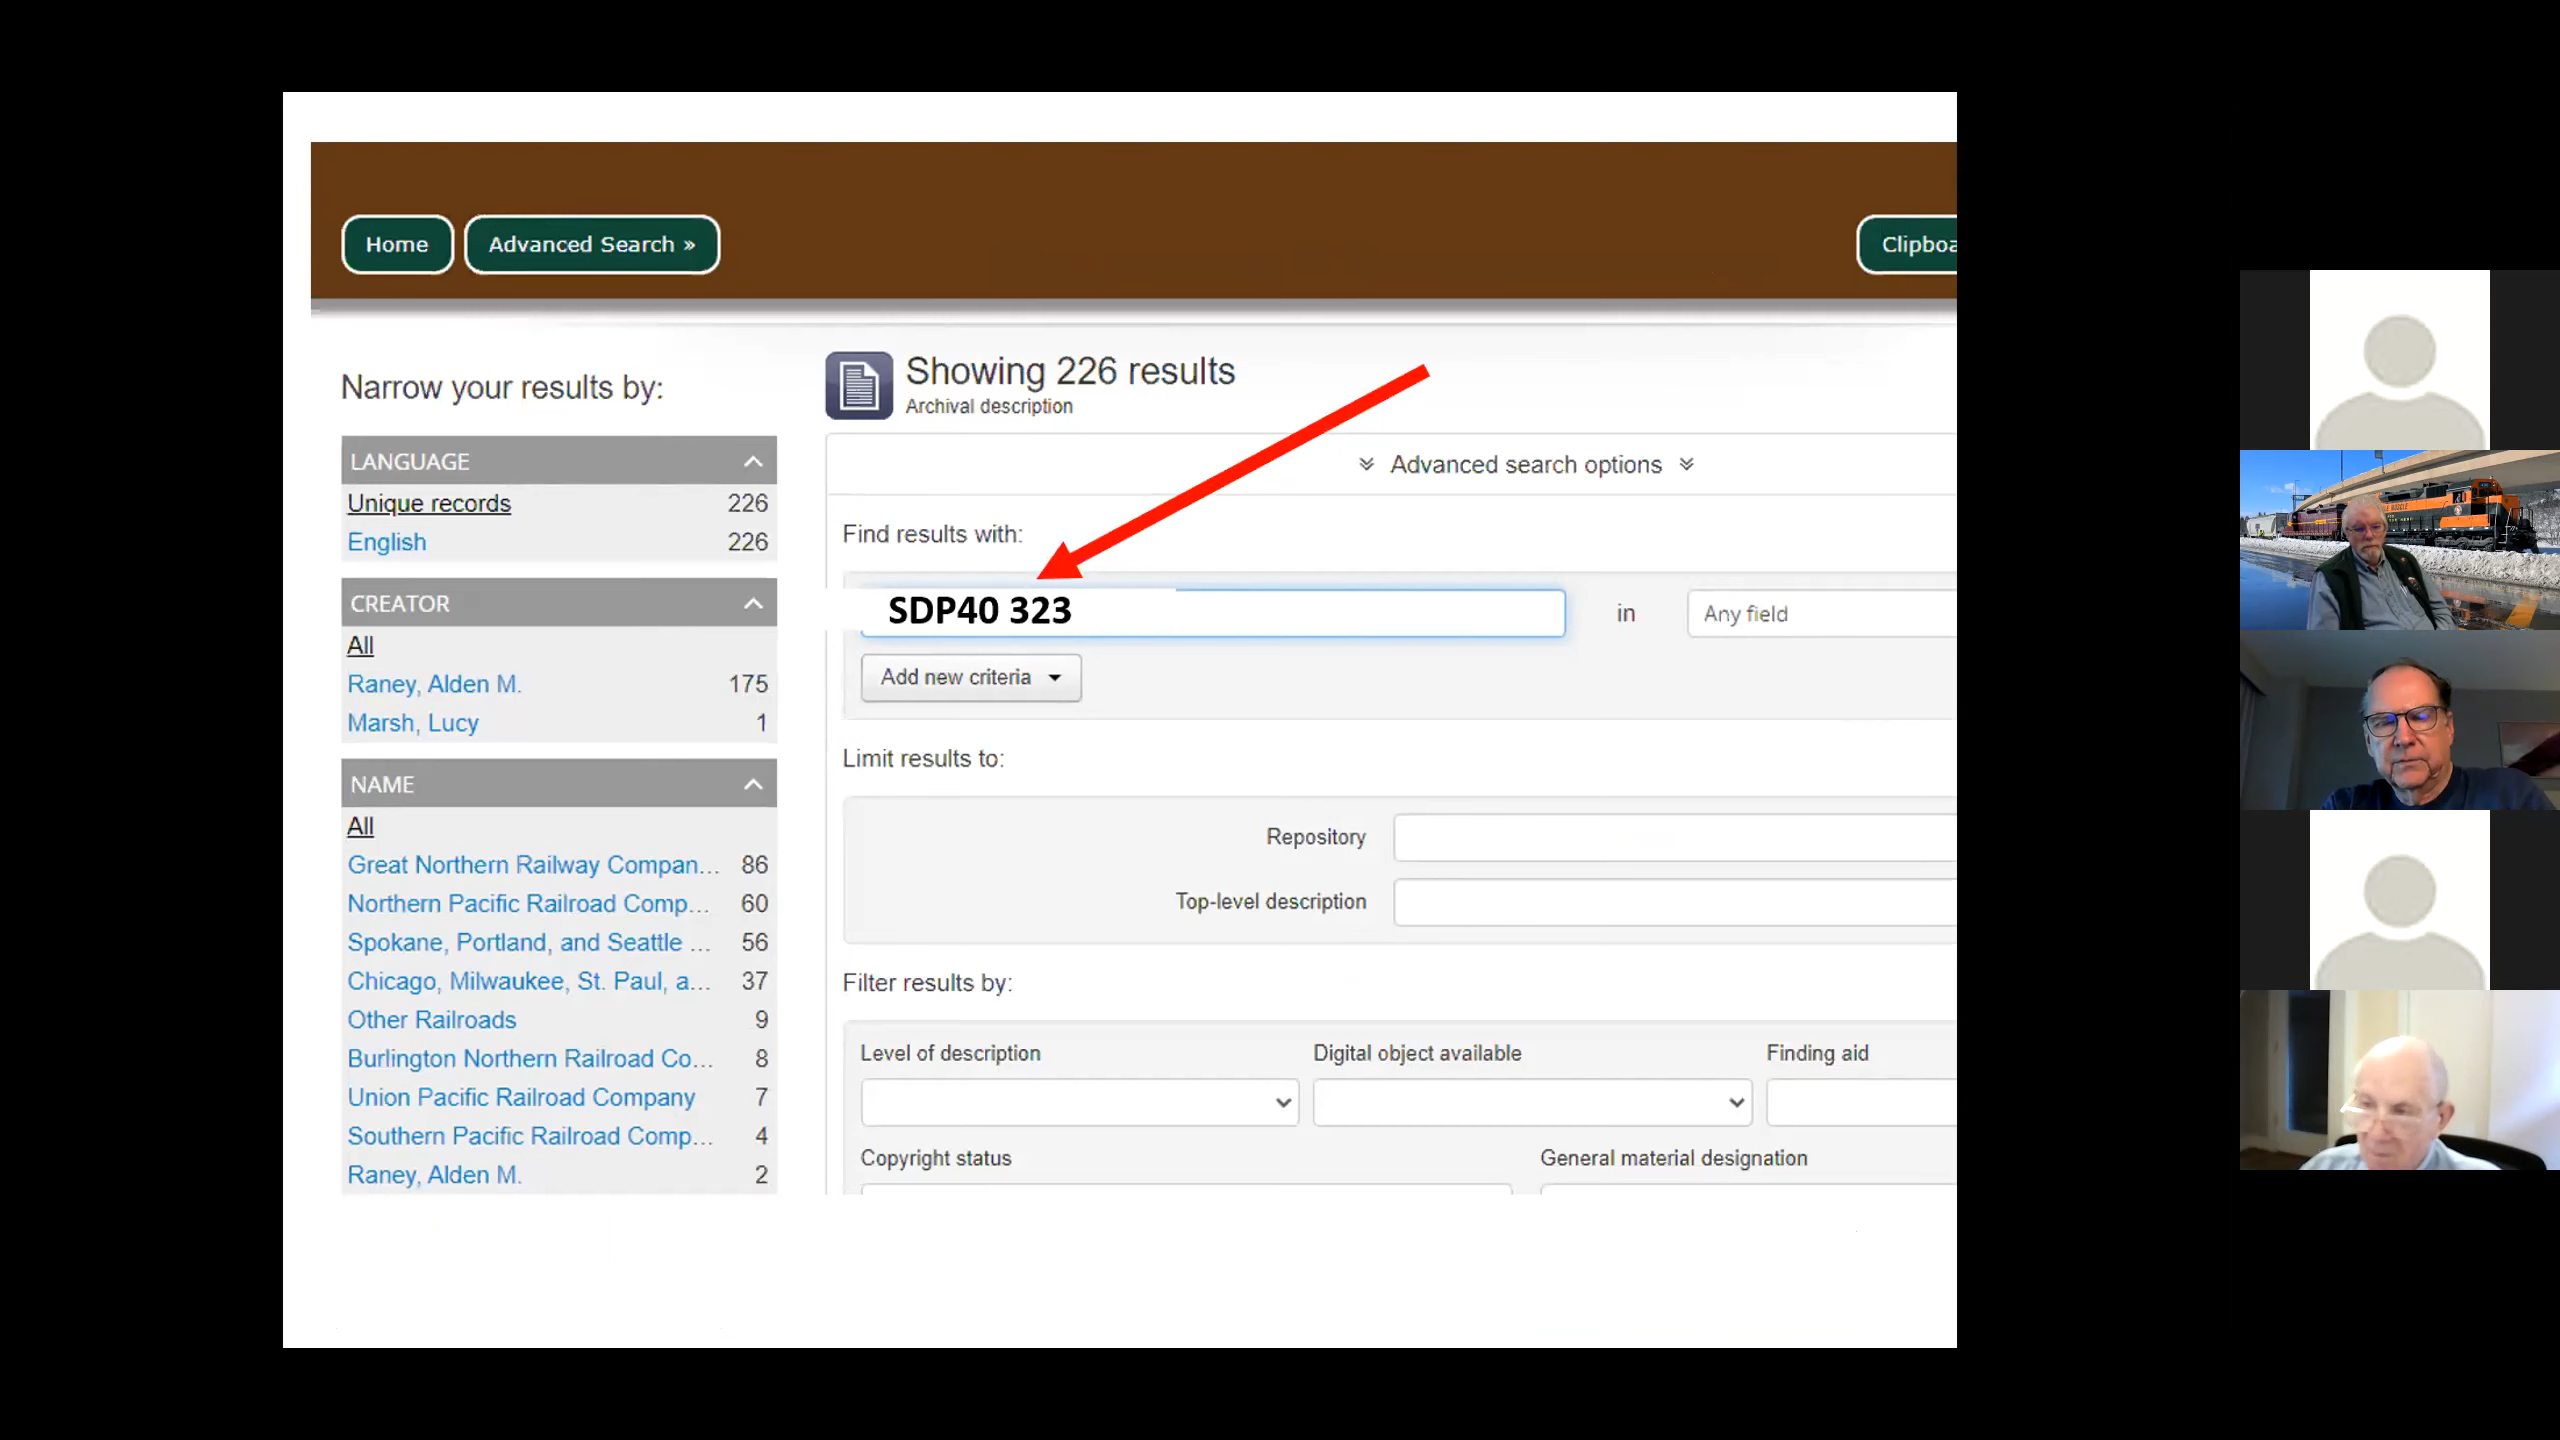 Home
Advanced Search »
Clipboa
Narrow your results by:
LANGUAGE
Unique records 226
English 226
CREATOR
All
Raney, Alden M. 175
Marsh, Lucy 1
NAME
All
Great Northern Railway Compan... 86
Northern Pacific Railroad Comp... 60
Spokane, Portland, and Seattle ... 56
Chicago, Milwaukee, St. Paul, a... 37
Other Railroads 9
Burlington Northern Railroad Co... 8
Union Pacific Railroad Company 7
Southern Pacific Railroad Comp... 4
Raney, Alden M. 2
Showing 226 results
Archival description
Advanced search options
Find results with:
SDP40 323 in Any field
Add new criteria
Limit results to:
Repository
Top-level description
Filter results by:
Level of description Digital object available Finding aid
Copyright status General material designation